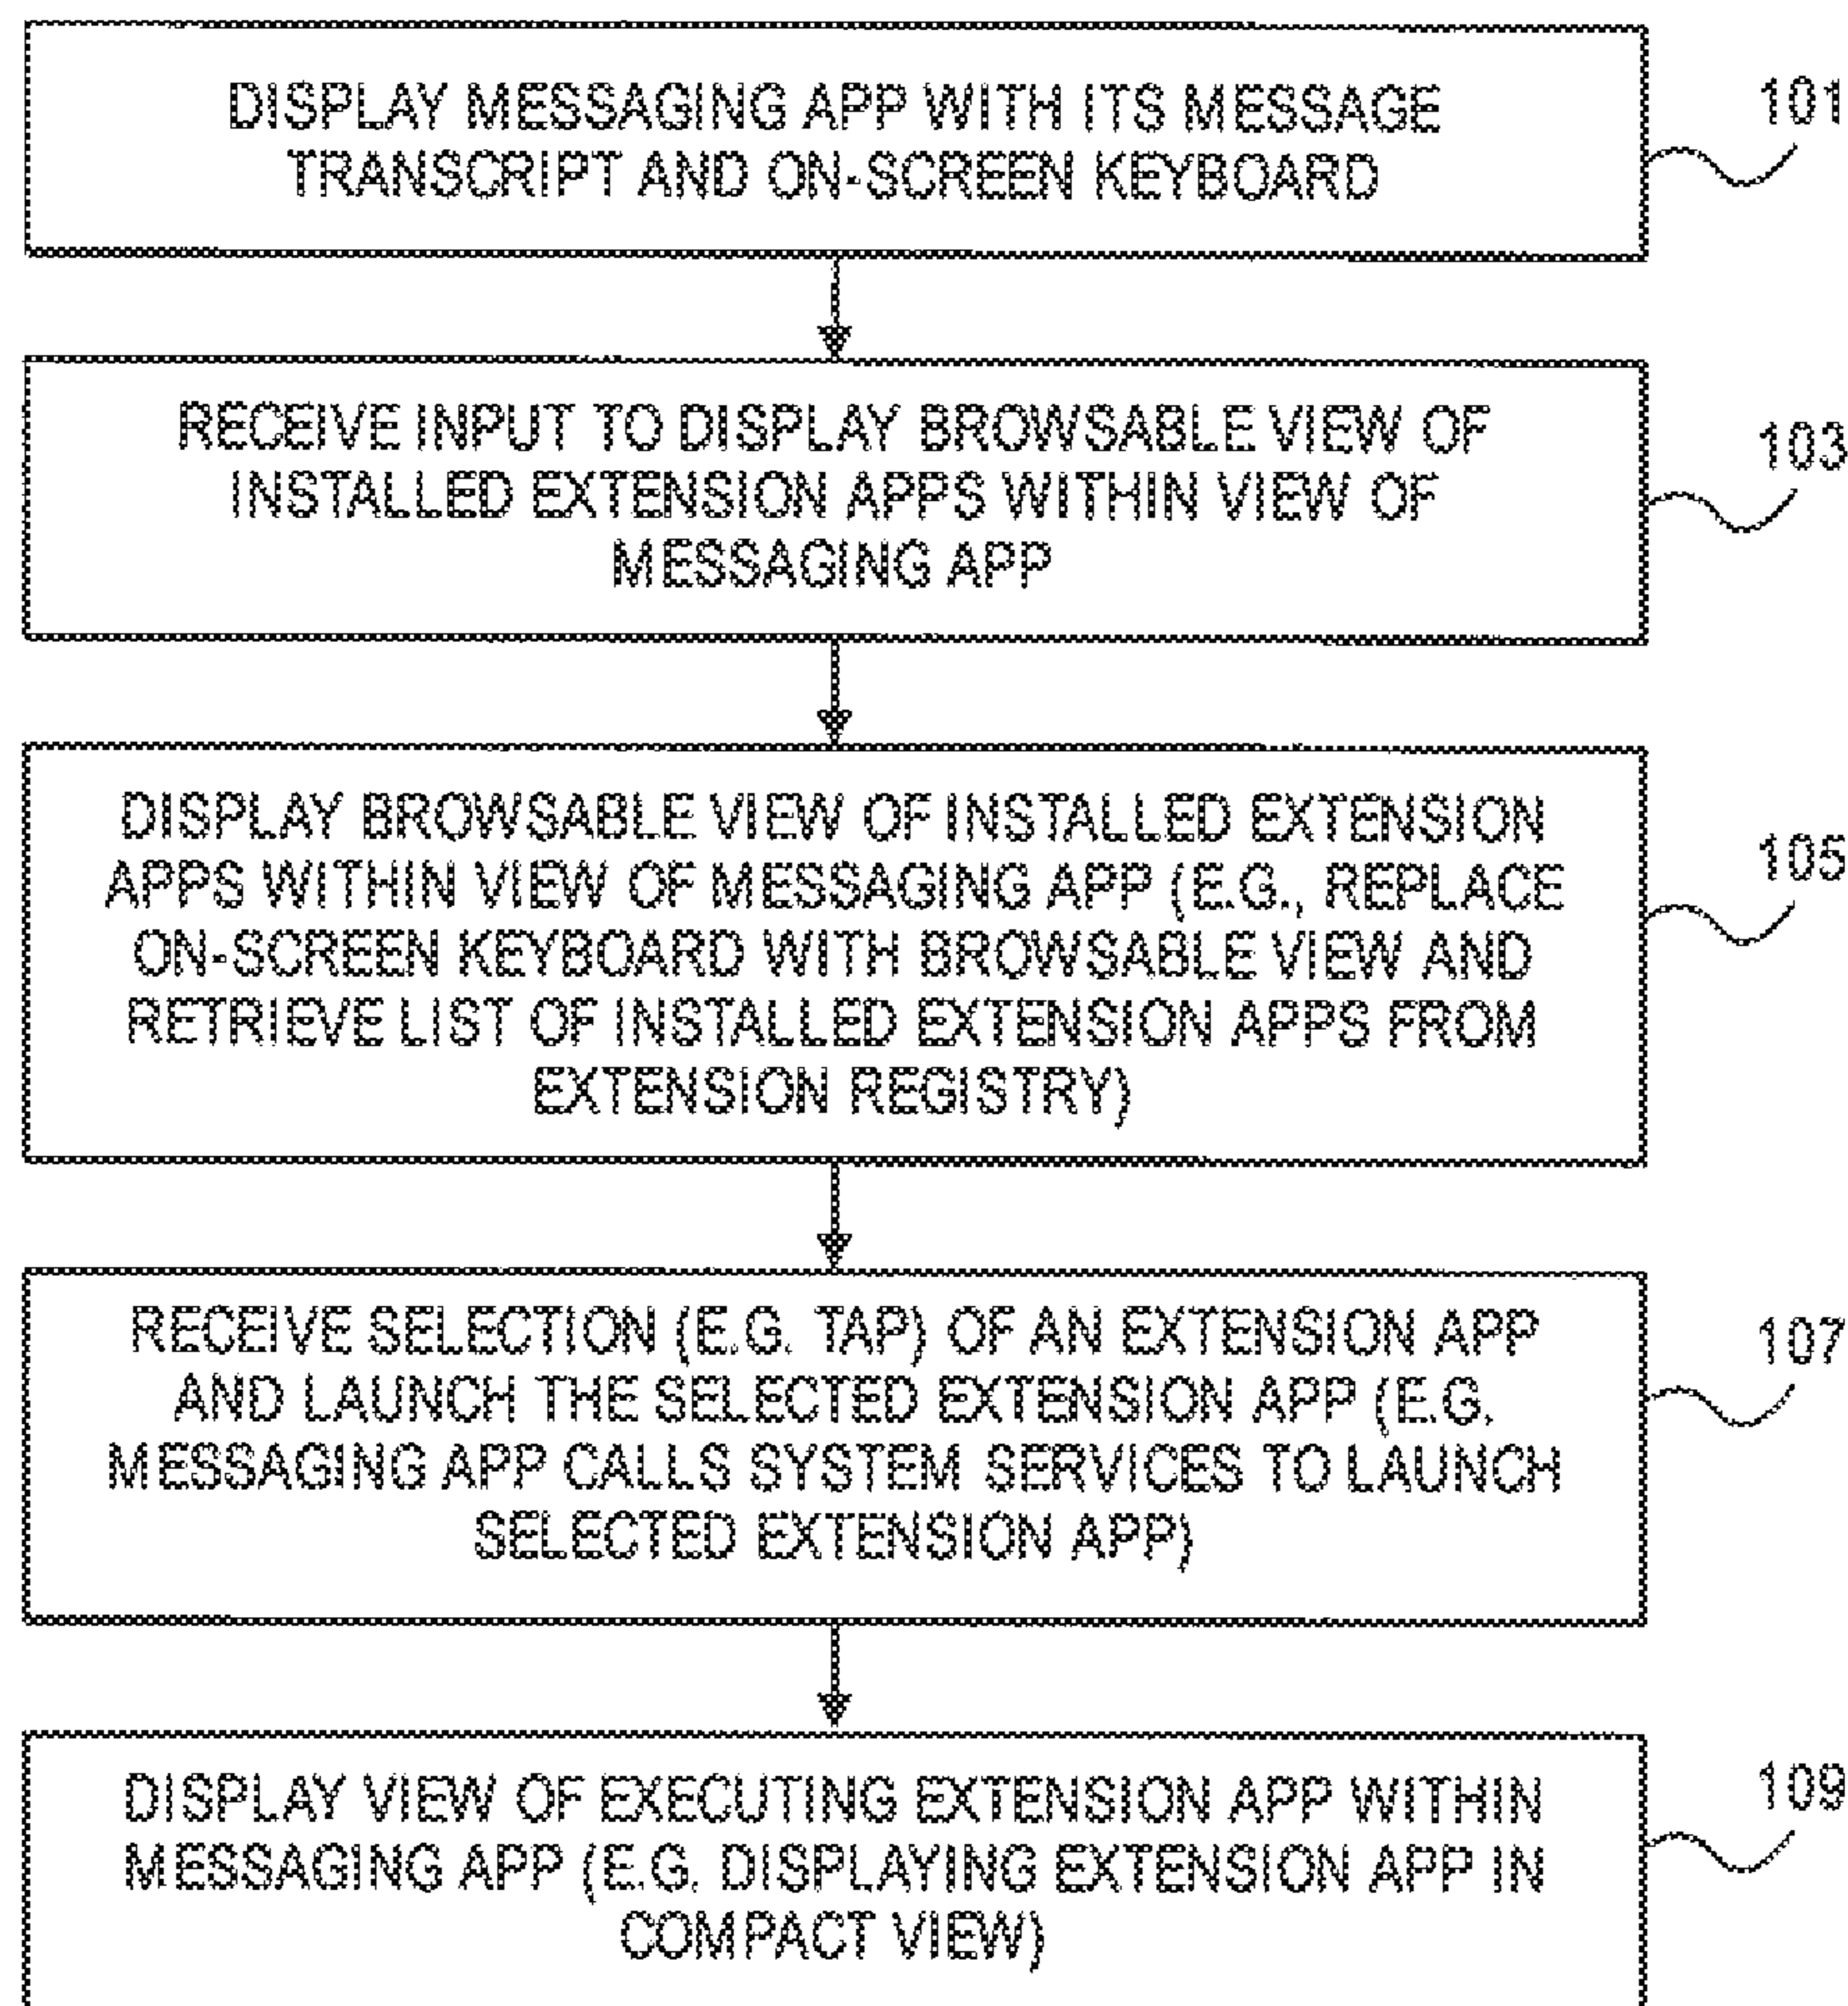 DISPLAY MESSAGING APP WITH ITS MESSAGE
TRANSCRIPT AND ON-SCREEN KEYBOARD
101
RECEIVE INPUT TO DISPLAY BROWSABLE VIEW OF
INSTALLED EXTENSION APPS WITHIN VIEW OF
MESSAGING APP
103
DISPLAY BROWSABLE VIEW OF INSTALLED EXTENSION
APPS WITHIN VIEW OF MESSAGING APP (E.G., REPLACE
ON-SCREEN KEYBOARD WITH BROWSABLE VIEW AND
RETRIEVE LIST OF INSTALLED EXTENSION APPS FROM
EXTENSION REGISTRY)
105
RECEIVE SELECTION (E.G. TAP) OF AN EXTENSION APP
AND LAUNCH THE SELECTED EXTENSION APP (E.G.
MESSAGING APP CALLS SYSTEM SERVICES TO LAUNCH
SELECTED EXTENSION APP)
107
DISPLAY VIEW OF EXECUTING EXTENSION APP WITHIN
MESSAGING APP (E.G. DISPLAYING EXTENSION APP IN
COMPACT VIEW)
109